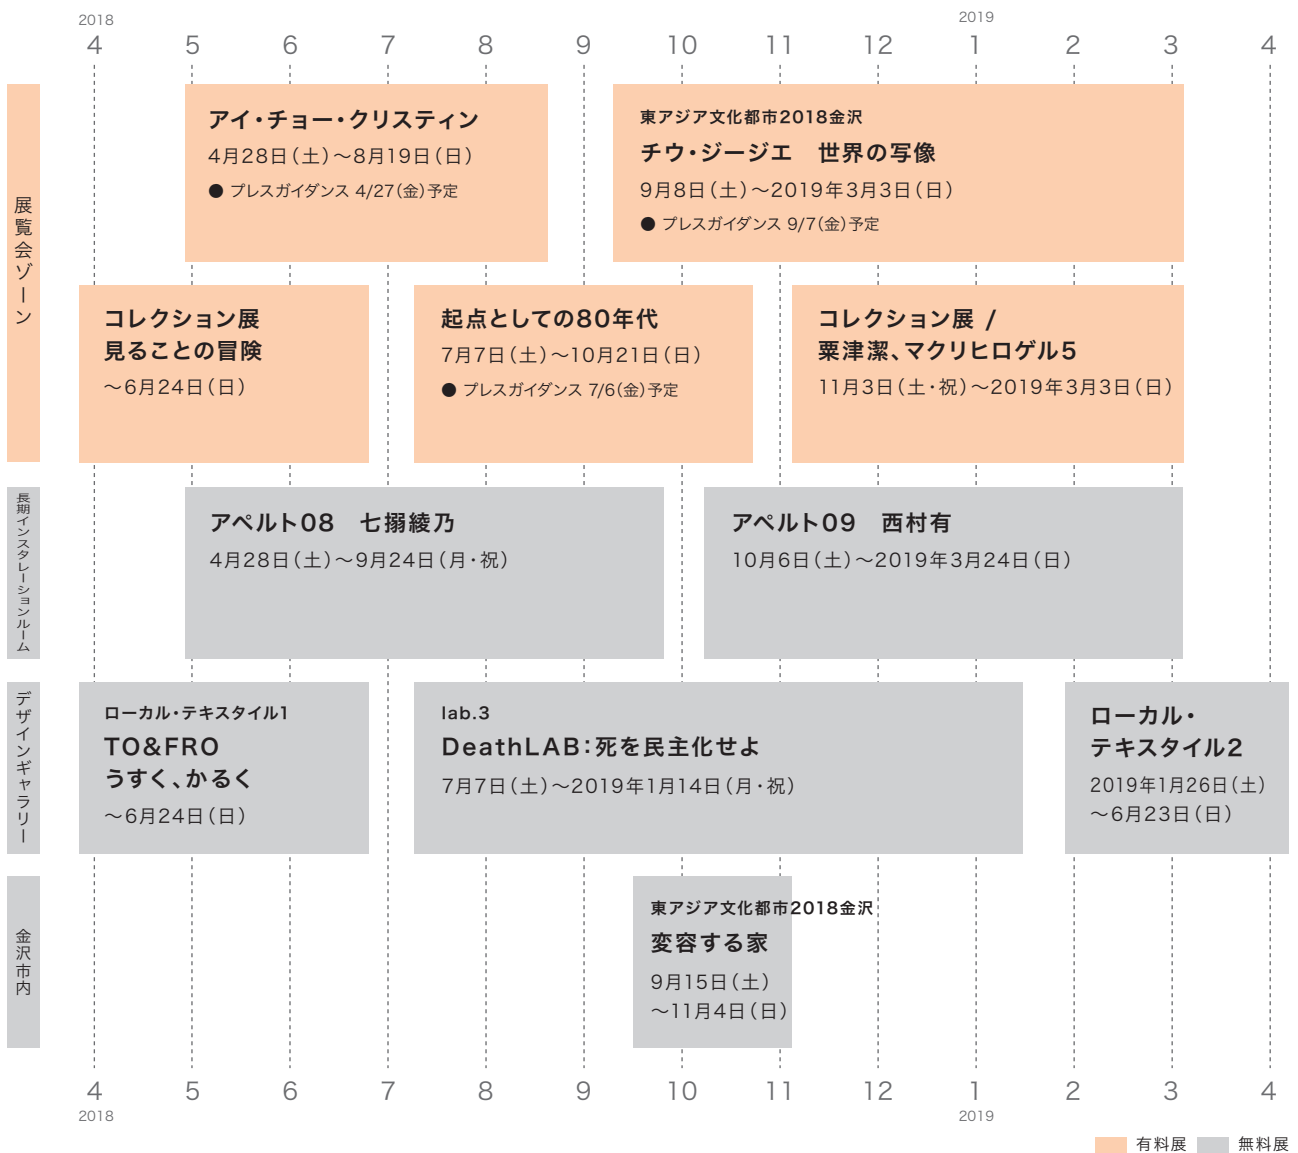 2018
2019
4 5 6 7 8 9 10 11 12 1 2 3 4
展覧会ゾーン
アイ・チョー・クリスティン
4月28日(土)〜8月19日(日)
● プレスガイダンス 4/27(金)予定
東アジア文化都市2018金沢
チウ・ジージエ　世界の写像
9月8日(土)〜2019年3月3日(日)
● プレスガイダンス 9/7(金)予定
コレクション展
見ることの冒険
〜6月24日(日)
起点としての80年代
7月7日(土)〜10月21日(日)
● プレスガイダンス 7/6(金)予定
コレクション展 /
粟津潔、マクリヒロゲル5
11月3日(土・祝)〜2019年3月3日(日)
長期インスタレーションルーム
アペルト08　七搦綾乃
4月28日(土)〜9月24日(月・祝)
アペルト09　西村有
10月6日(土)〜2019年3月24日(日)
デザインギャラリー
ローカル・テキスタイル1
TO&FRO
うすく、かるく
〜6月24日(日)
lab.3
DeathLAB：死を民主化せよ
7月7日(土)〜2019年1月14日(月・祝)
ローカル・
テキスタイル2
2019年1月26日(土)
〜6月23日(日)
金沢市内
東アジア文化都市2018金沢
変容する家
9月15日(土)
〜11月4日(日)
4 5 6 7 8 9 10 11 12 1 2 3 4
2018
2019
有料展 無料展